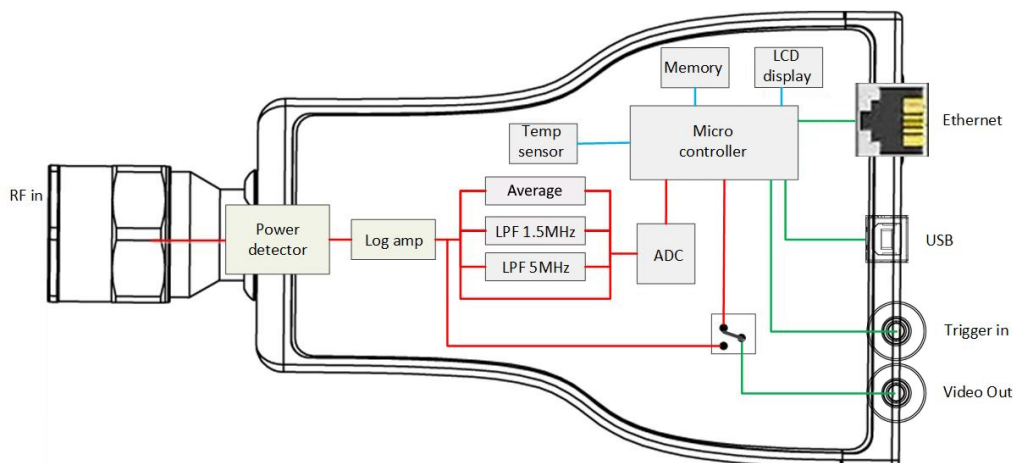 Memory
LCD
display
Ethernet
Temp
sensor
Micro
controller
RF in
Average
Power
detector
Log amp
LPF 1.5MHz
LPF 5MHz
ADC
USB
Trigger in
Video Out